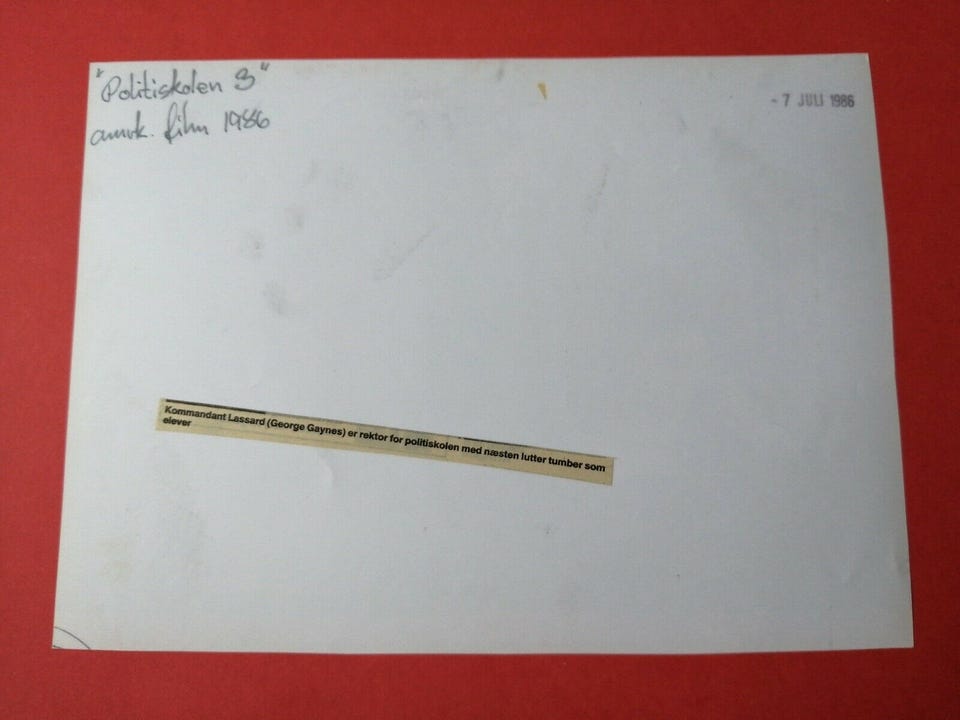 "Politiskolen 3"
amrk. film 1986
- 7 JULI 1986
Kommandant Lassard (George Gaynes) er rektor for politiskolen med næsten lutter tumber som
elever